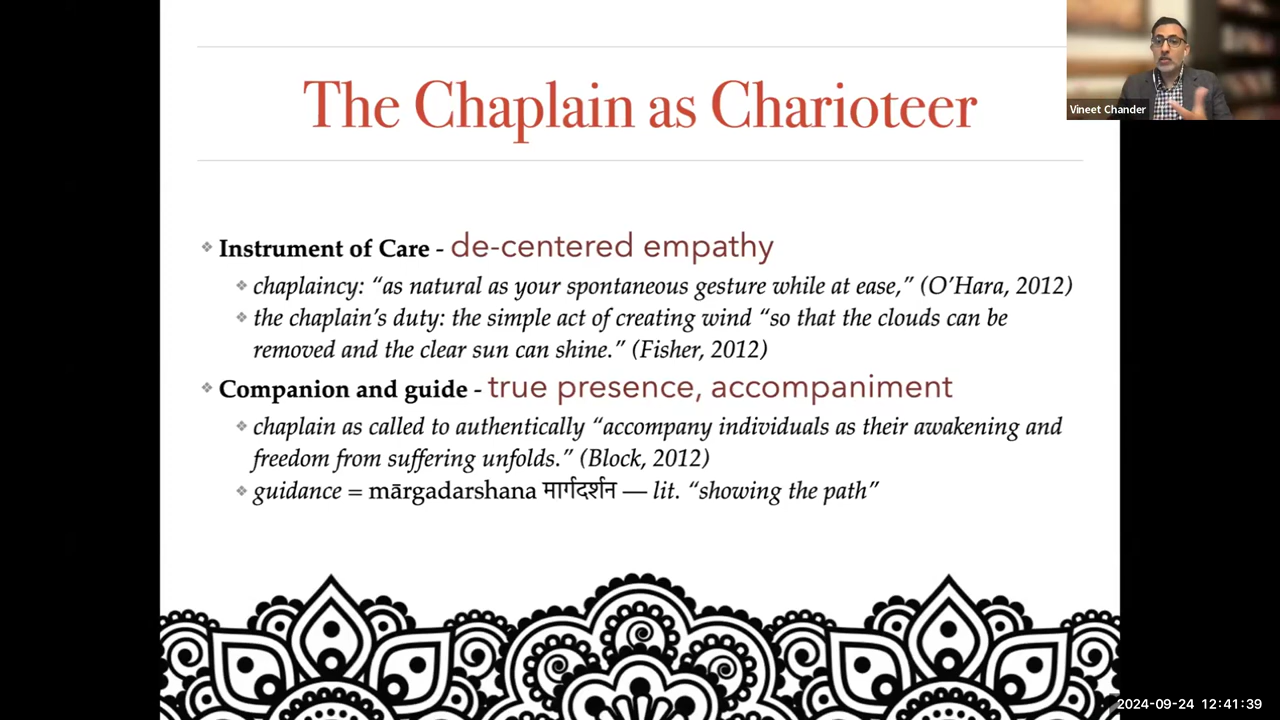 The Chaplain as Charioteer
Vineet Chander
❖ Instrument of Care - de-centered empathy
❖ chaplaincy: “as natural as your spontaneous gesture while at ease,” (O’Hara, 2012)
❖ the chaplain’s duty: the simple act of creating wind “so that the clouds can be
removed and the clear sun can shine.” (Fisher, 2012)
❖ Companion and guide - true presence, accompaniment
❖ chaplain as called to authentically “accompany individuals as their awakening and
freedom from suffering unfolds.” (Block, 2012)
❖ guidance = mārgadarshana मार्गदर्शन — lit. “showing the path”
2024-09-24 12:41:39